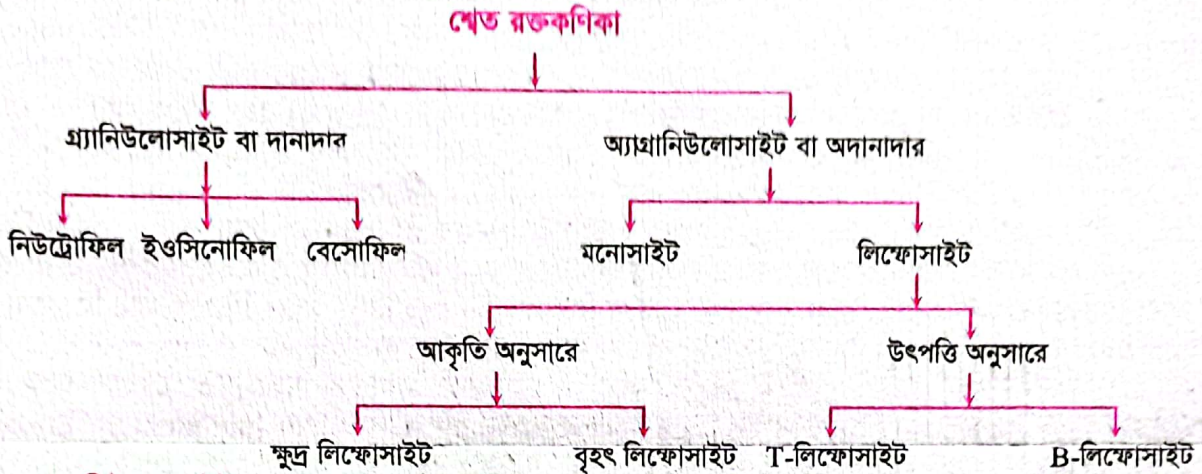 শ্বেত রক্তকণিকা
গ্র্যানিউলোসাইট বা দানাদার অ্যাগ্রানিউলোসাইট বা অদানাদার
নিউট্রোফিল ইওসিনোফিল বেসোফিল মনোসাইট লিম্ফোসাইট
আকৃতি অনুসারে উৎপত্তি অনুসারে
ক্ষুদ্র লিম্ফোসাইট বৃহৎ লিম্ফোসাইট T-লিম্ফোসাইট B-লিম্ফোসাইট